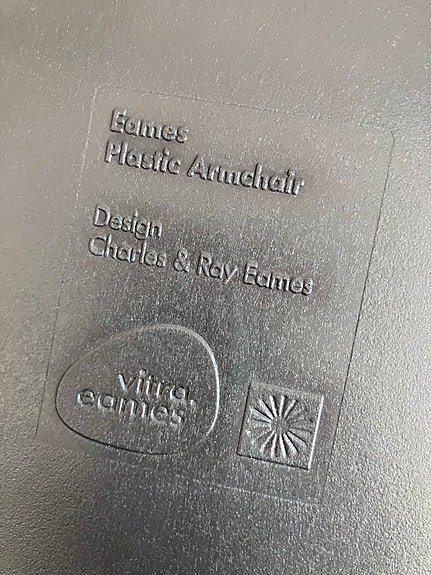 Eames
Plastic Armchair
Design
Charles & Ray Eames
vitra.
eames